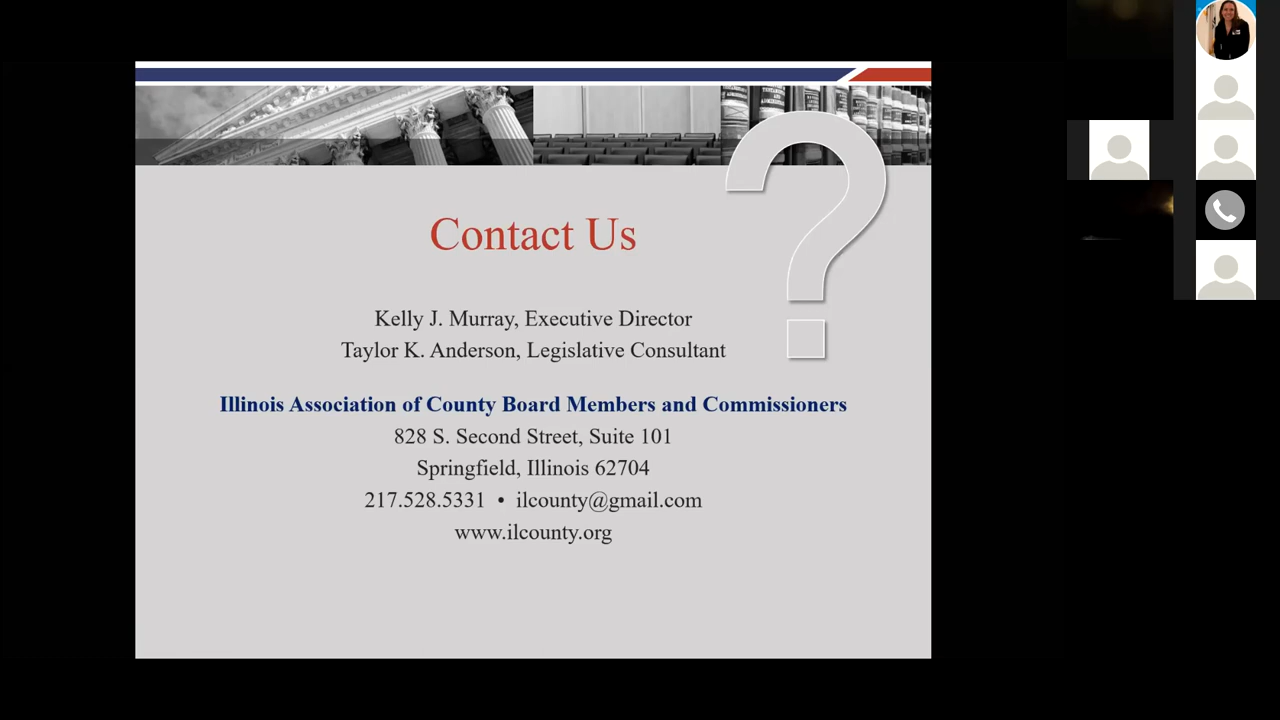 Contact Us
?
Kelly J. Murray, Executive Director
Taylor K. Anderson, Legislative Consultant
Illinois Association of County Board Members and Commissioners
828 S. Second Street, Suite 101
Springfield, Illinois 62704
217.528.5331 • ilcounty@gmail.com
www.ilcounty.org